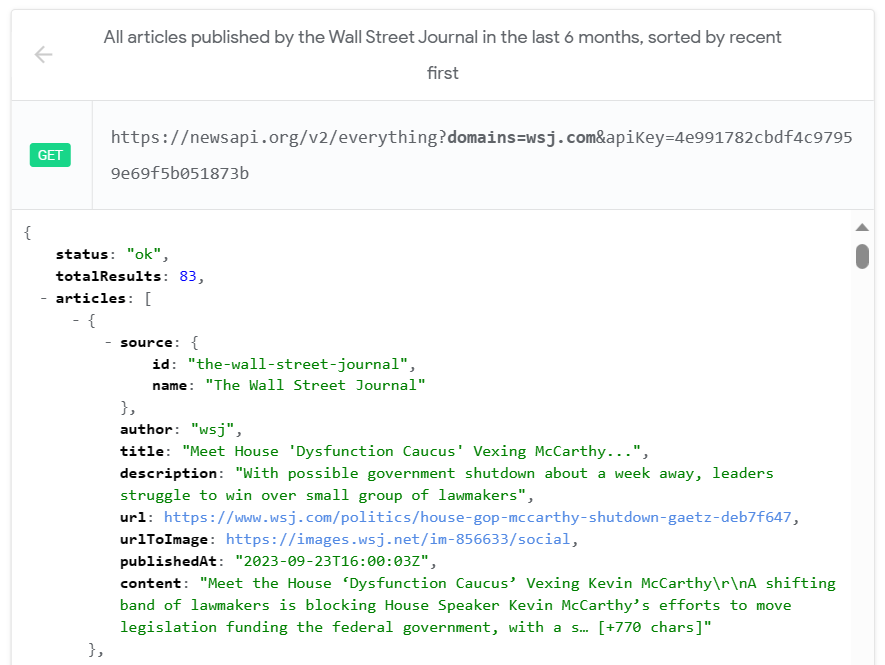 All articles published by the Wall Street Journal in the last 6 months, sorted by recent
first
GET
https://newsapi.org/v2/everything?domains=wsj.com&apiKey=4e991782cbdf4c9795
9e69f5b051873b
{
status: "ok",
totalResults: 83,
- articles: [
- {
- source: {
id: "the-wall-street-journal",
name: "The Wall Street Journal"
},
author: "wsj",
title: "Meet House 'Dysfunction Caucus' Vexing McCarthy...",
description: "With possible government shutdown about a week away, leaders
struggle to win over small group of lawmakers",
url: https://www.wsj.com/politics/house-gop-mccarthy-shutdown-gaetz-deb7f647,
urlToImage: https://images.wsj.net/im-856633/social,
publishedAt: "2023-09-23T16:00:03Z",
content: "Meet the House ‘Dysfunction Caucus’ Vexing Kevin McCarthy\r\nA shifting
band of lawmakers is blocking House Speaker Kevin McCarthy’s efforts to move
legislation funding the federal government, with a s… [+770 chars]"
},